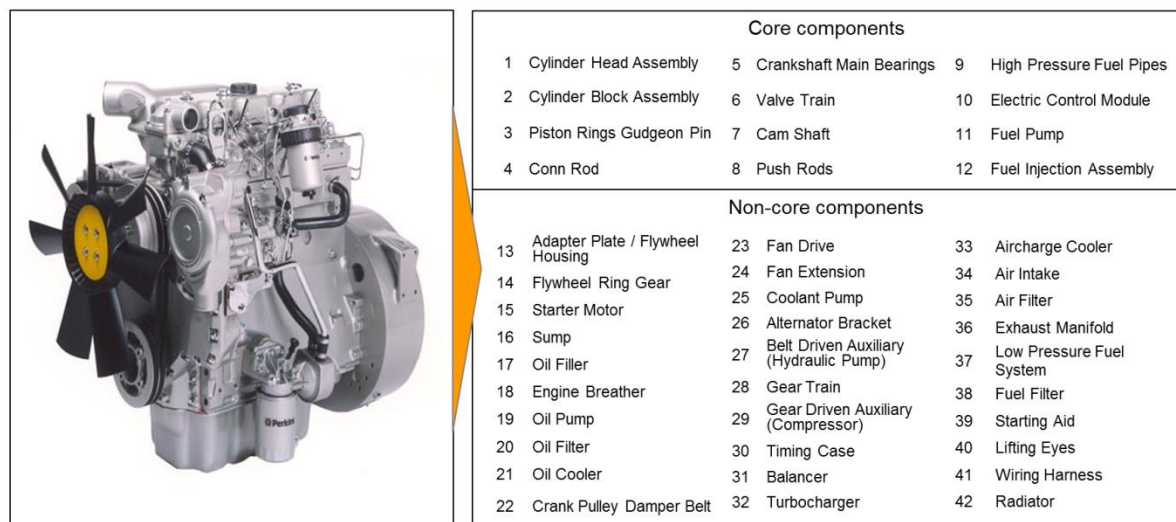 Core components
1 Cylinder Head Assembly
2 Cylinder Block Assembly
3 Piston Rings Gudgeon Pin
4 Conn Rod
5 Crankshaft Main Bearings
6 Valve Train
7 Cam Shaft
8 Push Rods
9 High Pressure Fuel Pipes
10 Electric Control Module
11 Fuel Pump
12 Fuel Injection Assembly
Non-core components
13 Adapter Plate / Flywheel
Housing
14 Flywheel Ring Gear
15 Starter Motor
16 Sump
17 Oil Filler
18 Engine Breather
19 Oil Pump
20 Oil Filter
21 Oil Cooler
22 Crank Pulley Damper Belt
23 Fan Drive
24 Fan Extension
25 Coolant Pump
26 Alternator Bracket
27 Belt Driven Auxiliary
(Hydraulic Pump)
28 Gear Train
29 Gear Driven Auxiliary
(Compressor)
30 Timing Case
31 Balancer
32 Turbocharger
33 Aircharge Cooler
34 Air Intake
35 Air Filter
36 Exhaust Manifold
37 Low Pressure Fuel
System
38 Fuel Filter
39 Starting Aid
40 Lifting Eyes
41 Wiring Harness
42 Radiator
Perkins